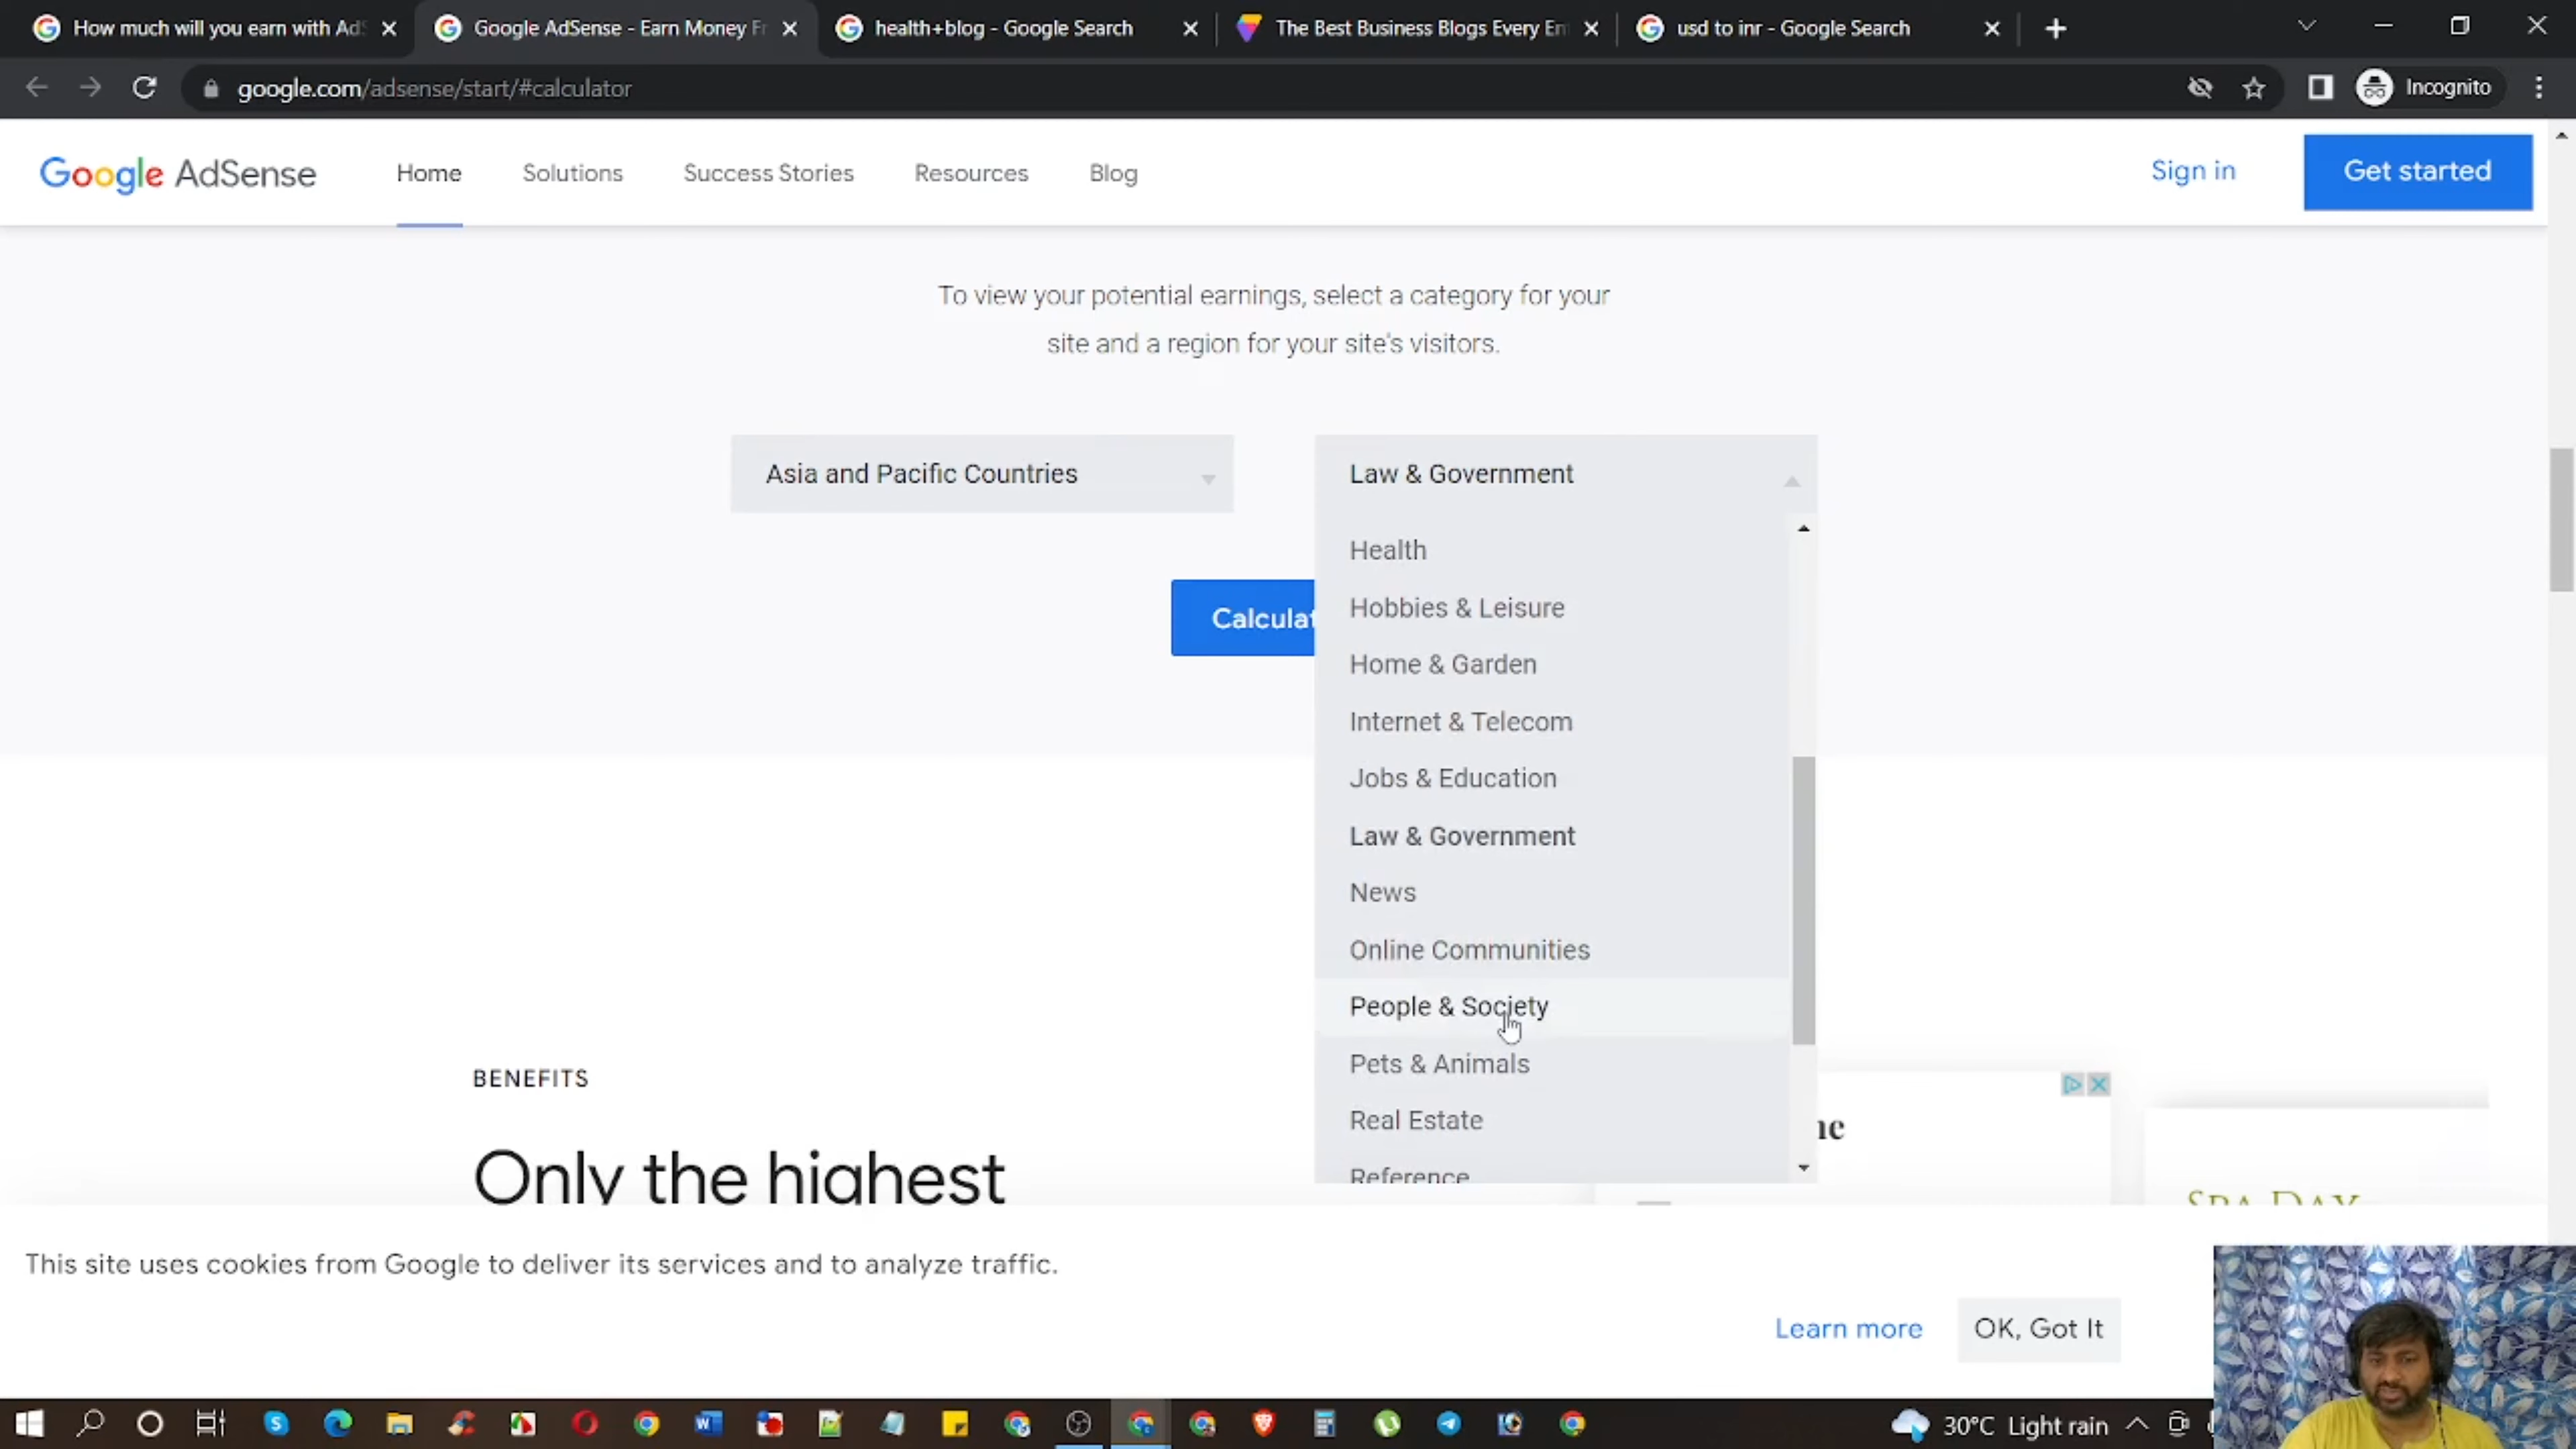 How much will you earn with Ad
Google AdSense - Earn Money F
health+blog - Google Search
The Best Business Blogs Every En
usd to inr - Google Search
google.com/adsense/start/#calculator
Incognito
Google AdSense
Home
Solutions
Success Stories
Resources
Blog
Sign in
Get started
To view your potential earnings, select a category for your
site and a region for your site's visitors.
Asia and Pacific Countries
Law & Government
Calculat
Health
Hobbies & Leisure
Home & Garden
Internet & Telecom
Jobs & Education
Law & Government
News
Online Communities
People & Society
Pets & Animals
Real Estate
Reference
BENEFITS
Only the highest
SPA DAY
This site uses cookies from Google to deliver its services and to analyze traffic.
Learn more
OK, Got It
30°C Light rain